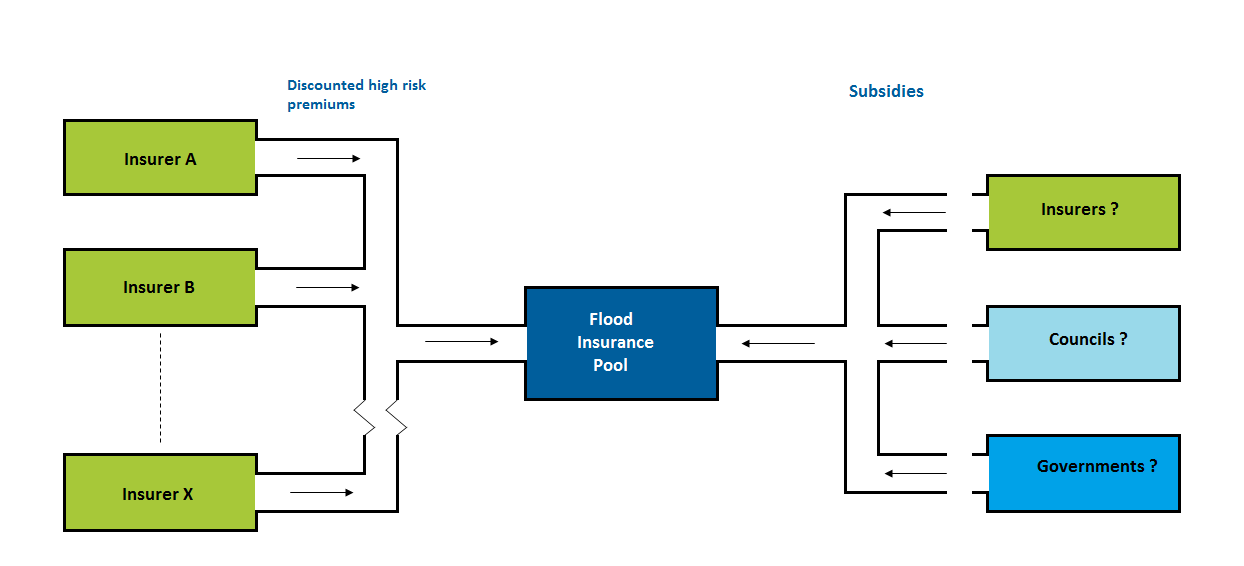 Discounted high risk
premiums
Subsidies
Insurer A
Insurers ?
Insurer B
Flood
Insurance
Pool
Councils ?
Governments ?
Insurer X